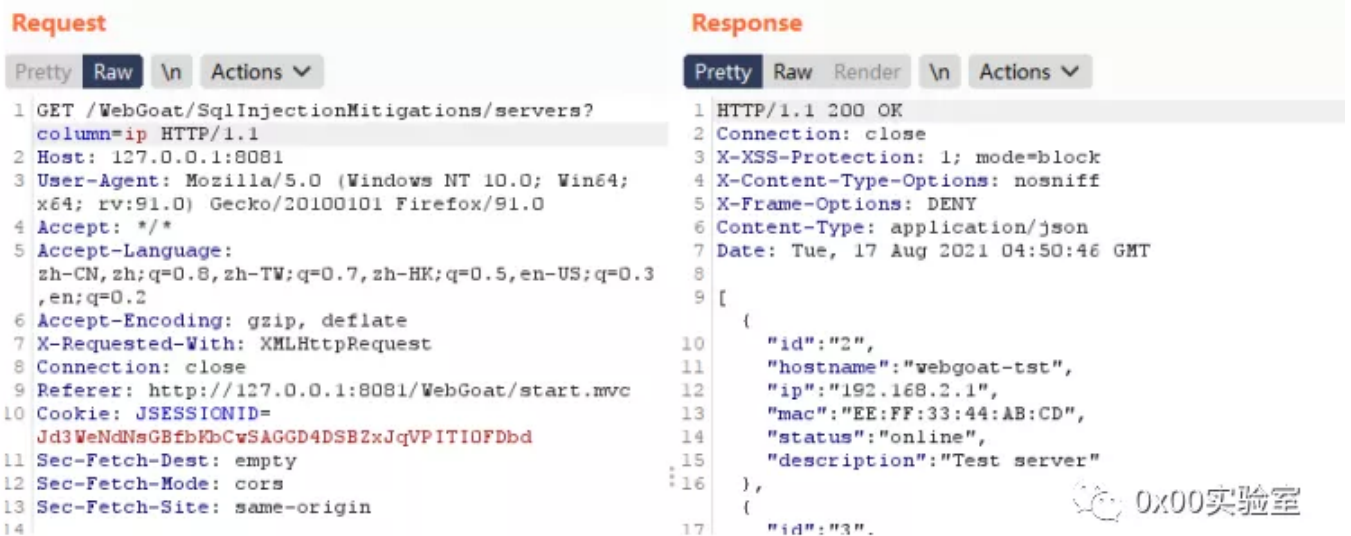 Request
Pretty Raw \n Actions
1 GET /WebGoat/SqlInjectionMitigations/servers?
column=ip HTTP/1.1
2 Host: 127.0.0.1:8081
3 User-Agent: Mozilla/5.0 (Windows NT 10.0; Win64;
x64; rv:91.0) Gecko/20100101 Firefox/91.0
4 Accept: */*
5 Accept-Language:
zh-CN,zh;q=0.8,zh-TW;q=0.7,zh-HK;q=0.5,en-US;q=0.3
,en;q=0.2
6 Accept-Encoding: gzip, deflate
7 X-Requested-With: XMLHttpRequest
8 Connection: close
9 Referer: http://127.0.0.1:8081/WebGoat/start.mvc
10 Cookie: JSESSIONID=
Jd3WeNdNsGBfbKbCwSAGGD4DSBZxJqVPITIOFDbd
11 Sec-Fetch-Dest: empty
12 Sec-Fetch-Mode: cors
13 Sec-Fetch-Site: same-origin
14
Response
Pretty Raw Render \n Actions
1 HTTP/1.1 200 OK
2 Connection: close
3 X-XSS-Protection: 1; mode=block
4 X-Content-Type-Options: nosniff
5 X-Frame-Options: DENY
6 Content-Type: application/json
7 Date: Tue, 17 Aug 2021 04:50:46 GMT
8
9 [
{
10 "id":"2",
11 "hostname":"webgoat-tst",
12 "ip":"192.168.2.1",
13 "mac":"EE:FF:33:44:AB:CD",
14 "status":"online",
15 "description":"Test server"
16 },
{
17 "id":"3",
0x00实验室